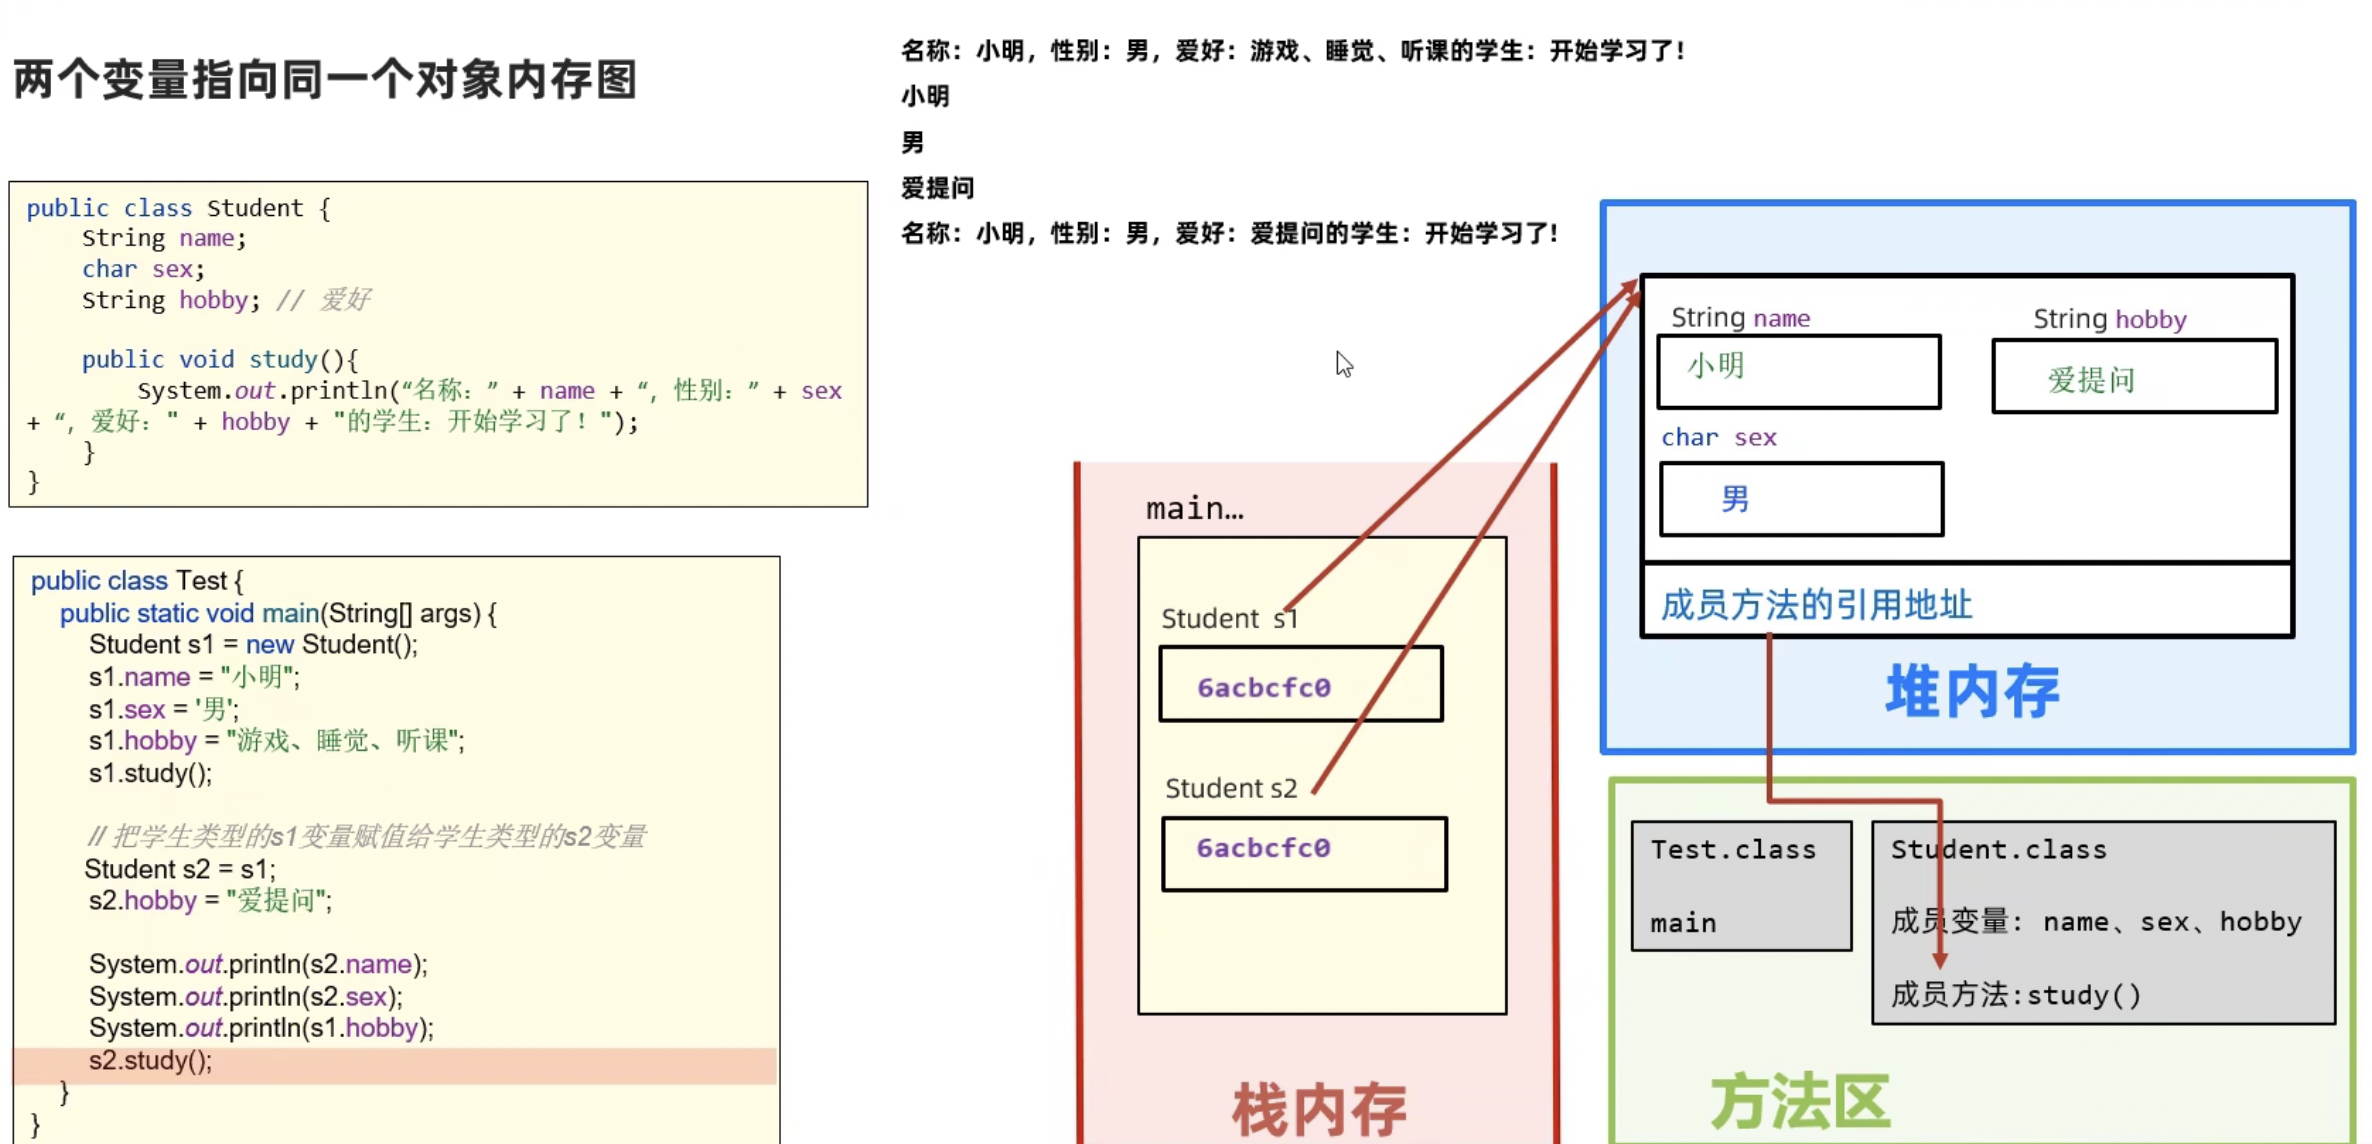 两个变量指向同一个对象内存图
public class Student {
String name;
char sex;
String hobby; // 爱好
public void study(){
System.out.println(“名称：” + name + “, 性别：” + sex
+ “, 爱好：" + hobby + "的学生：开始学习了！");
}
}
public class Test {
public static void main(String[] args) {
Student s1 = new Student();
s1.name = "小明";
s1.sex = '男';
s1.hobby = "游戏、睡觉、听课";
s1.study();
// 把学生类型的s1变量赋值给学生类型的s2变量
Student s2 = s1;
s2.hobby = "爱提问";
System.out.println(s2.name);
System.out.println(s2.sex);
System.out.println(s1.hobby);
s2.study();
}
}
名称：小明，性别：男，爱好：游戏、睡觉、听课的学生：开始学习了！
小明
男
爱提问
名称：小明，性别：男，爱好：爱提问的学生：开始学习了！
main…
Student s1
6acbcfc0
Student s2
6acbcfc0
栈内存
String name
小明
String hobby
爱提问
char sex
男
成员方法的引用地址
堆内存
Test.class
main
Student.class
成员变量：name、sex、hobby
成员方法:study()
方法区